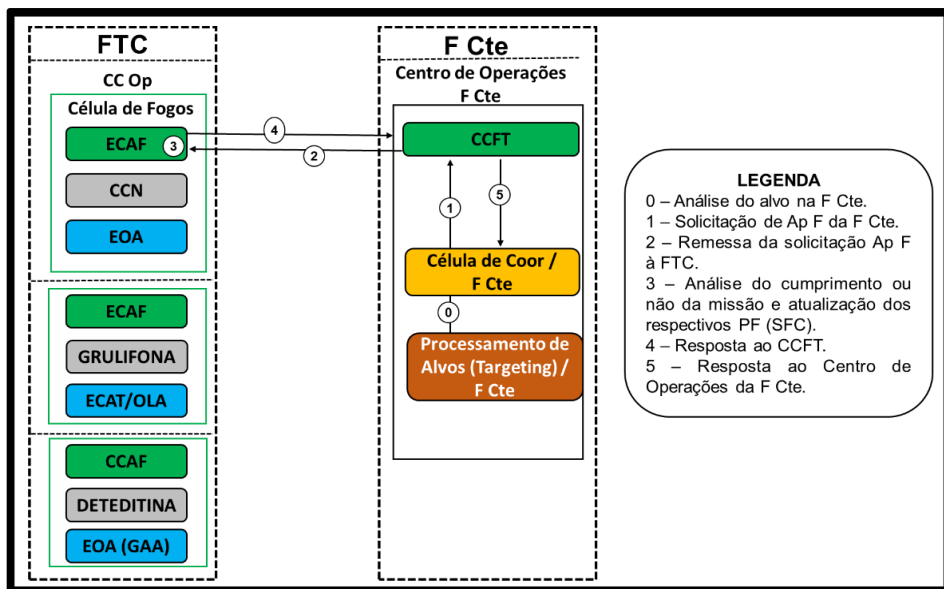 FTC
CC Op
Célula de Fogos
ECAF
3
CCN
EOA
ECAF
GRULIFONA
ECAT/OLA
CCAF
DETEDITINA
EOA (GAA)
4
2
F Cte
Centro de Operações
F Cte
CCFT
1
5
Célula de Coor /
F Cte
0
Processamento de
Alvos (Targeting) /
F Cte
LEGENDA
0 – Análise do alvo na F Cte.
1 – Solicitação de Ap F da F Cte.
2 – Remessa da solicitação Ap F
à FTC.
3 – Análise do cumprimento ou
não da missão e atualização dos
respectivos PF (SFC).
4 – Resposta ao CCFT.
5 – Resposta ao Centro de
Operações da F Cte.